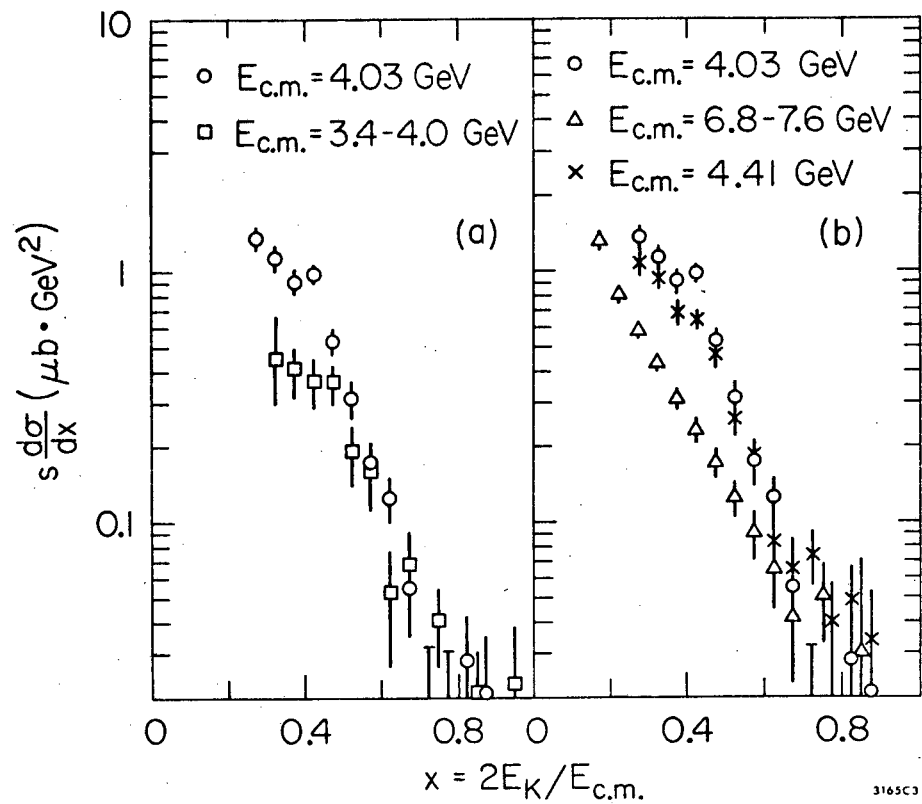 10
1
0.1
s dσ/dx (μb • GeV²)
○ E_c.m. = 4.03 GeV
□ E_c.m. = 3.4-4.0 GeV
(a)
○ E_c.m. = 4.03 GeV
△ E_c.m. = 6.8-7.6 GeV
× E_c.m. = 4.41 GeV
(b)
0 0.4 0.8 0 0.4 0.8
x = 2E_K/E_c.m.
3165C3